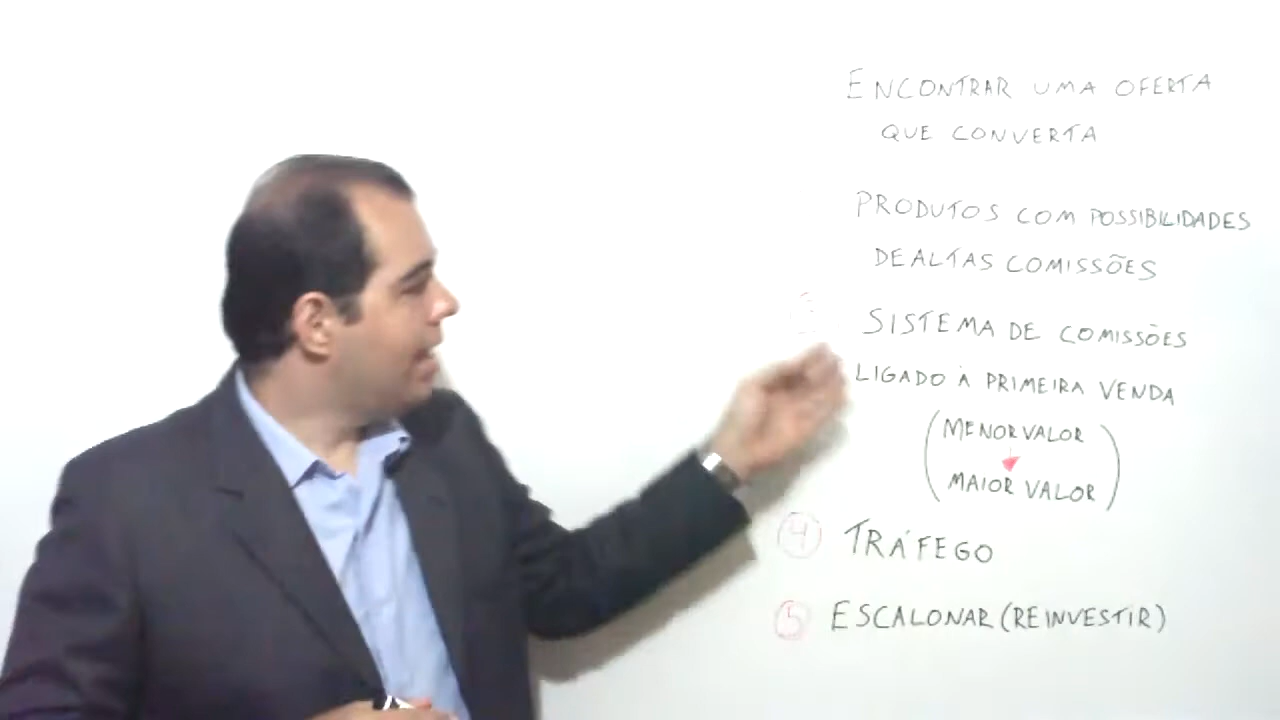 ENCONTRAR UMA OFERTA
QUE CONVERTA
PRODUTOS COM POSSIBILIDADES
DE ALTAS COMISSÕES
SISTEMA DE COMISSÕES
LIGADO À PRIMEIRA VENDA
(MENOR VALOR
MAIOR VALOR)
4 TRÁFEGO
5 ESCALONAR (REINVESTIR)